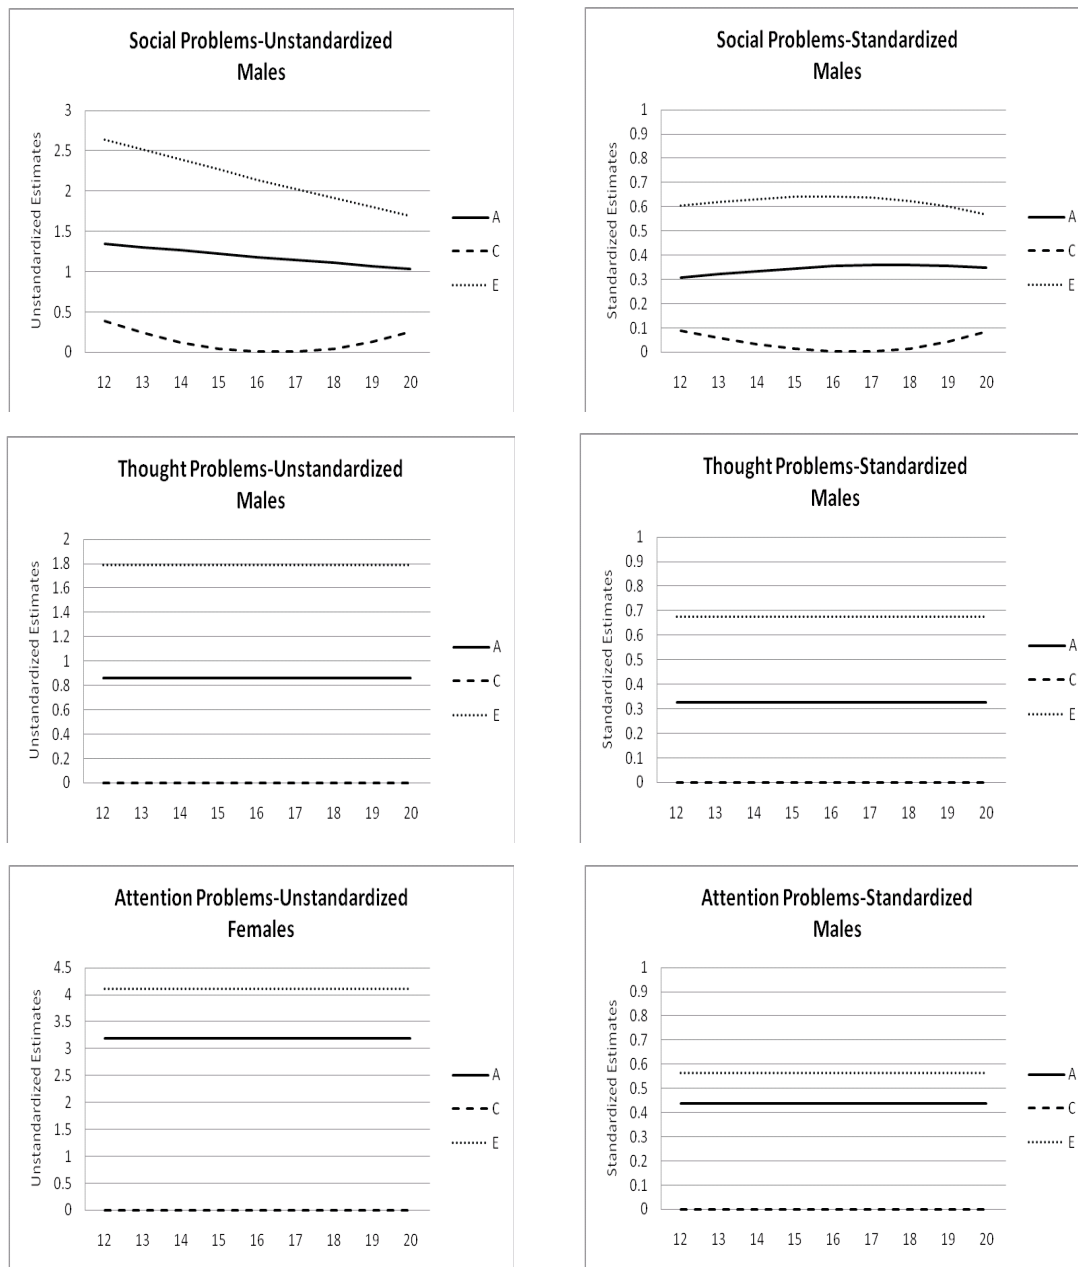 Social Problems-Unstandardized
Males
Unstandardized Estimates
3
2.5
2
1.5
1
0.5
0
12 13 14 15 16 17 18 19 20
A
C
E
Social Problems-Standardized
Males
Standardized Estimates
1
0.9
0.8
0.7
0.6
0.5
0.4
0.3
0.2
0.1
0
12 13 14 15 16 17 18 19 20
A
C
E
Thought Problems-Unstandardized
Males
Unstandardized Estimates
2
1.8
1.6
1.4
1.2
1
0.8
0.6
0.4
0.2
0
12 13 14 15 16 17 18 19 20
A
C
E
Thought Problems-Standardized
Males
Standardized Estimates
1
0.9
0.8
0.7
0.6
0.5
0.4
0.3
0.2
0.1
0
12 13 14 15 16 17 18 19 20
A
C
E
Attention Problems-Unstandardized
Females
Unstandardized Estimates
4.5
4
3.5
3
2.5
2
1.5
1
0.5
0
12 13 14 15 16 17 18 19 20
A
C
E
Attention Problems-Standardized
Males
Standardized Estimates
1
0.9
0.8
0.7
0.6
0.5
0.4
0.3
0.2
0.1
0
12 13 14 15 16 17 18 19 20
A
C
E